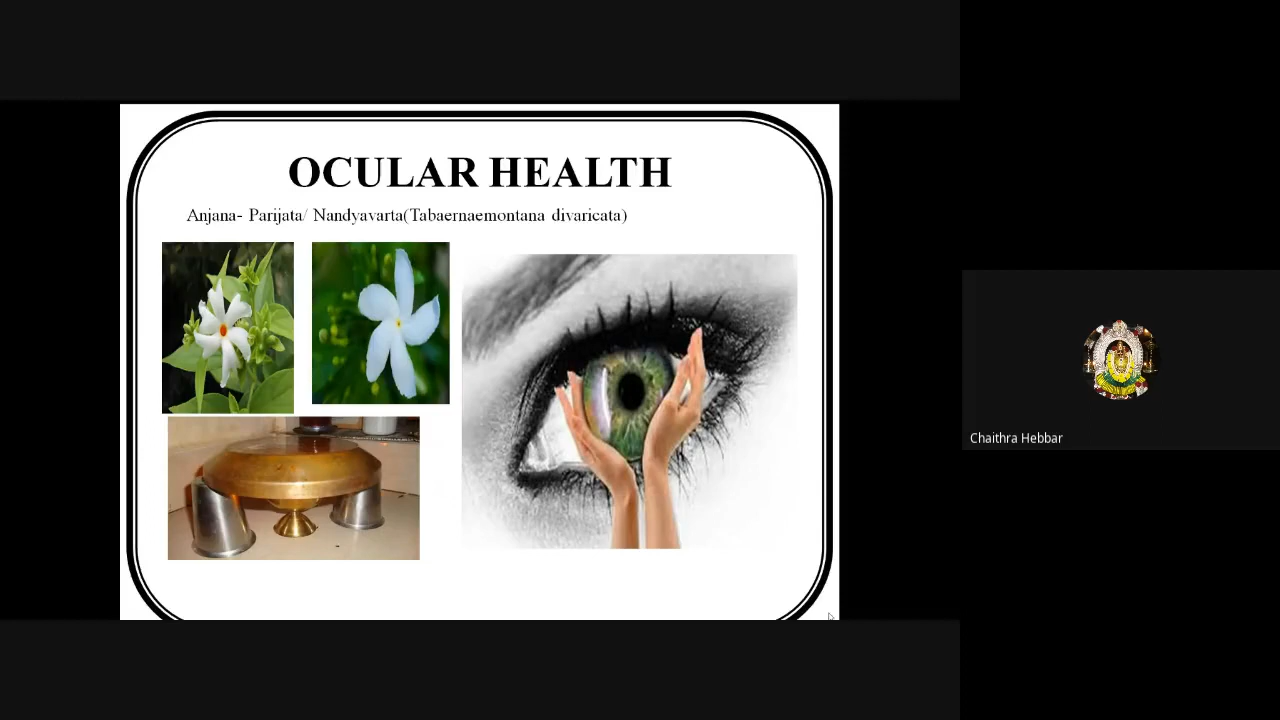 OCULAR HEALTH
Anjana- Parijata/ Nandyavarta(Tabaernaemontana divaricata)
Chaithra Hebbar